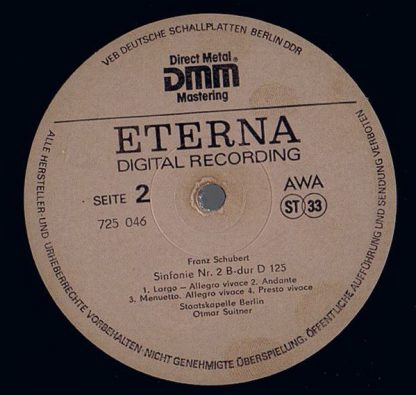 VEB DEUTSCHE SCHALLPLATTEN BERLIN DDR
Direct Metal®
DMM
Mastering
ETERNA
DIGITAL RECORDING
SEITE 2
AWA
725 046
ST 33
Franz Schubert
Sinfonie Nr. 2 B-dur D 125
1. Largo — Allegro vivace 2. Andante
3. Menuetto. Allegro vivace 4. Presto vivace
Staatskapelle Berlin
Otmar Suitner
ALLE HERSTELLER UND URHEBERRECHTE VORBEHALTEN NICHT GENEHMIGTE ÜBERSPIELUNG, ÖFFENTLICHE AUFFÜHRUNG UND SENDUNG VERBOTEN